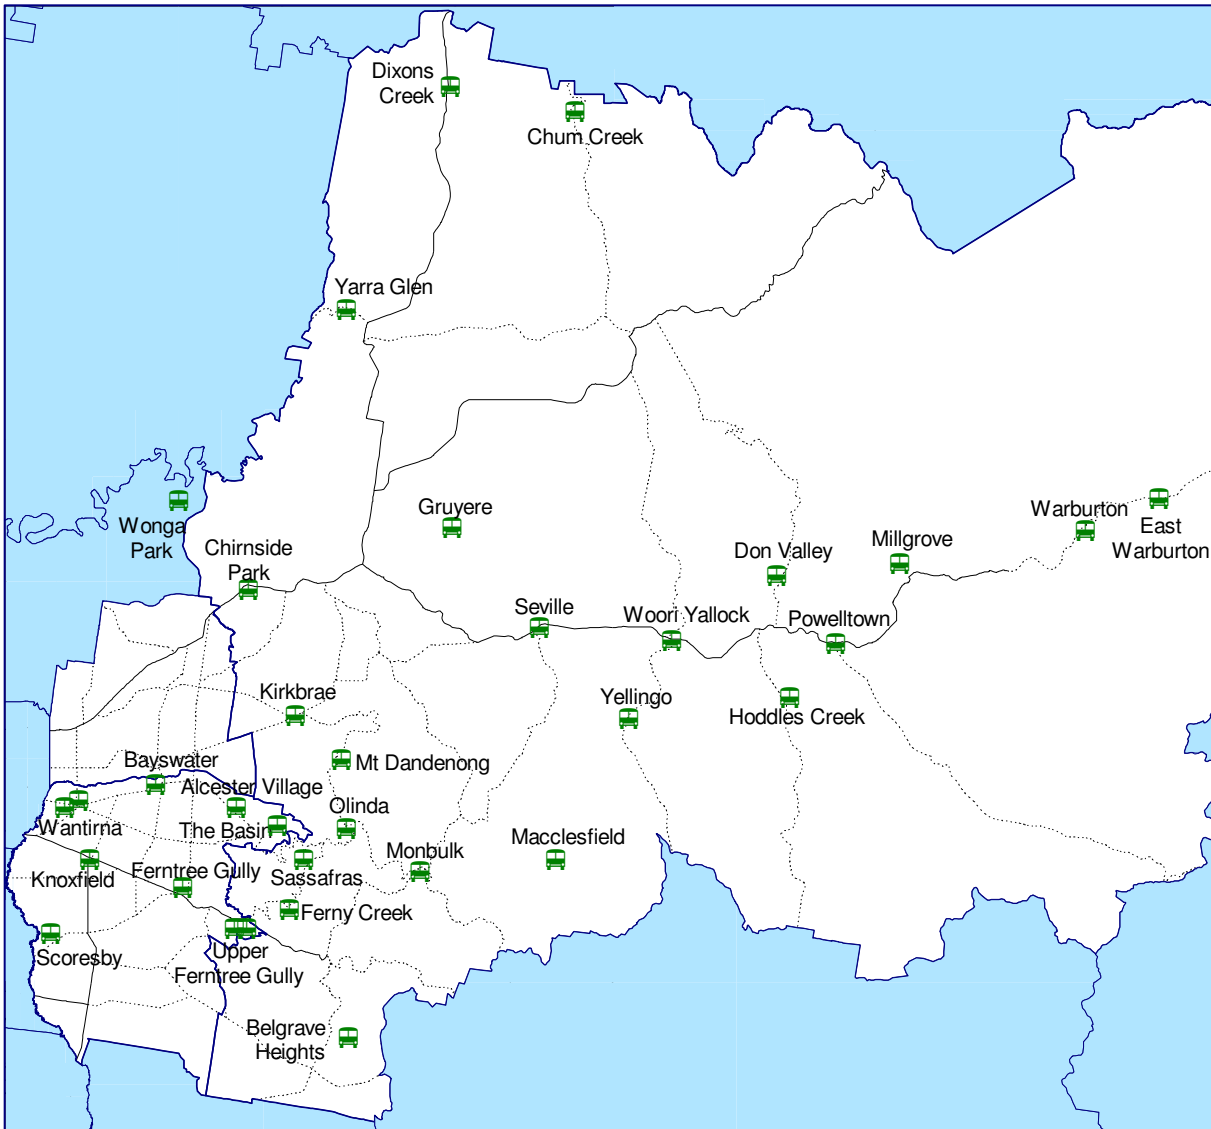 Dixons
Creek
Chum Creek
Yarra Glen
Gruyere
Wonga
Park
Chirnside
Park
Warburton
East
Warburton
Millgrove
Don Valley
Seville
Woori Yallock
Powelltown
Kirkbrae
Yellingo
Hoddles Creek
Mt Dandenong
Bayswater
Alcester Village
Olinda
Wantirna
The Basin
Macclesfield
Monbulk
Ferntree Gully
Sassafras
Knoxfield
Ferny Creek
Scoresby
Upper
Ferntree Gully
Belgrave
Heights